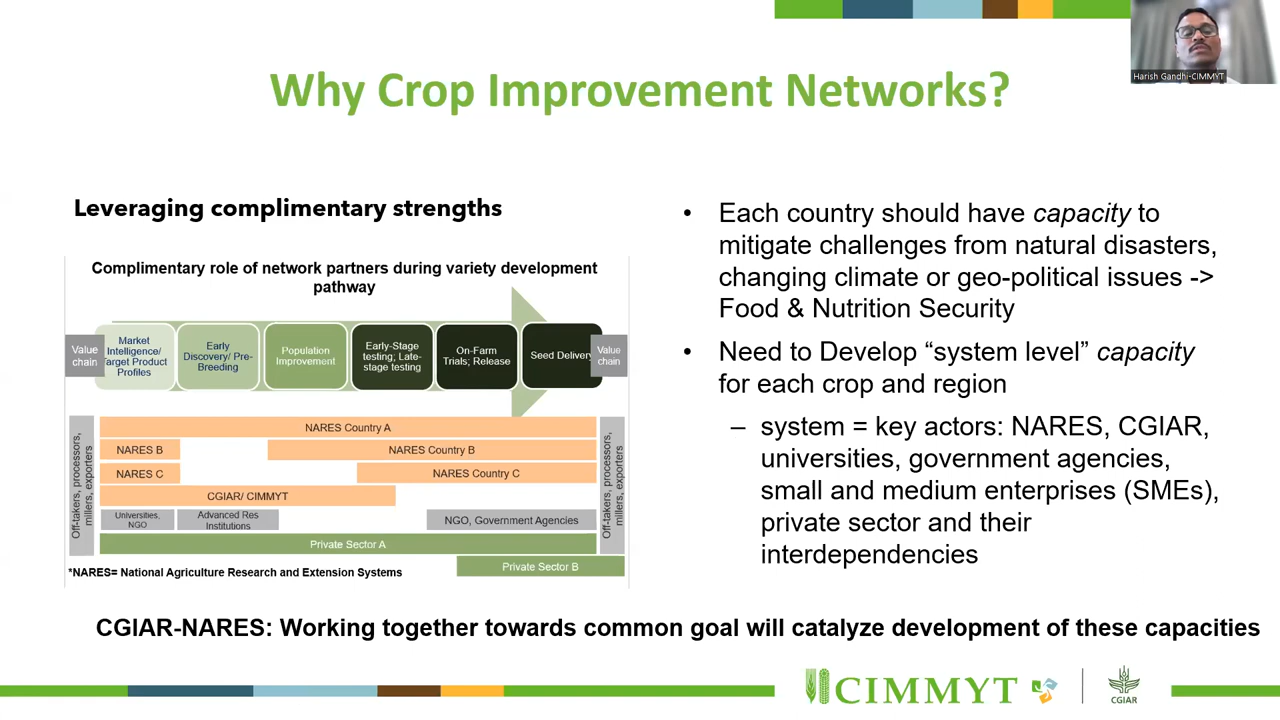 Harish Gandhi-CIMMYT
Why Crop Improvement Networks?
Leveraging complimentary strengths
Complimentary role of network partners during variety development
pathway
Value
chain
Market
Intelligence/
Target Product
Profiles
Early
Discovery/ Pre-
Breeding
Population
Improvement
Early-Stage
testing; Late-
stage testing
On-Farm
Trials; Release
Seed Delivery
Value
chain
Off-takers, processors,
millers, exporters
NARES Country A
NARES B
NARES Country B
NARES C
NARES Country C
CGIAR/ CIMMYT
Universities,
NGO
Advanced Res
Institutions
NGO, Government Agencies
Private Sector A
Private Sector B
Off-takers, processors,
millers, exporters
*NARES= National Agriculture Research and Extension Systems
• Each country should have capacity to
mitigate challenges from natural disasters,
changing climate or geo-political issues ->
Food & Nutrition Security
• Need to Develop “system level” capacity
for each crop and region
– system = key actors: NARES, CGIAR,
universities, government agencies,
small and medium enterprises (SMEs),
private sector and their
interdependencies
CGIAR-NARES: Working together towards common goal will catalyze development of these capacities
CIMMYT
CGIAR